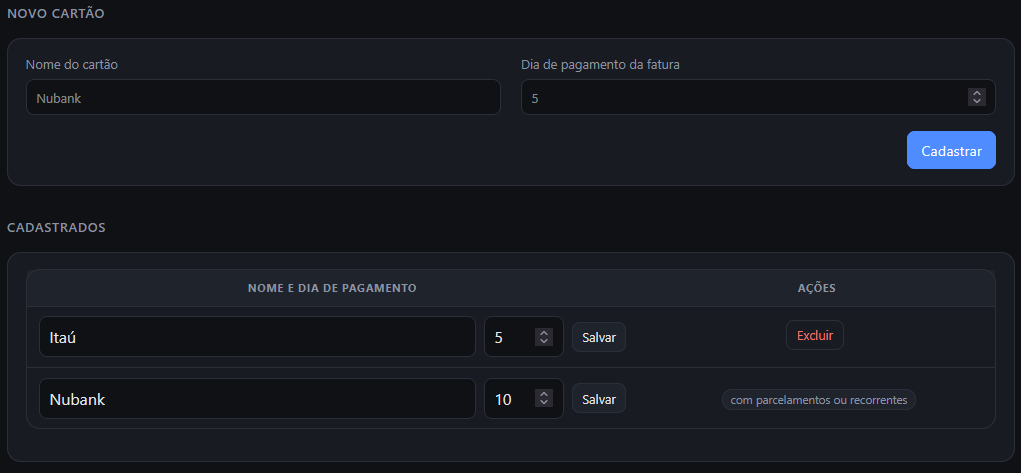 NOVO CARTÃO
Nome do cartão
Dia de pagamento da fatura
Nubank
5
Cadastrar
CADASTRADOS
NOME E DIA DE PAGAMENTO
AÇÕES
Itaú
5
Salvar
Excluir
Nubank
10
Salvar
com parcelamentos ou recorrentes